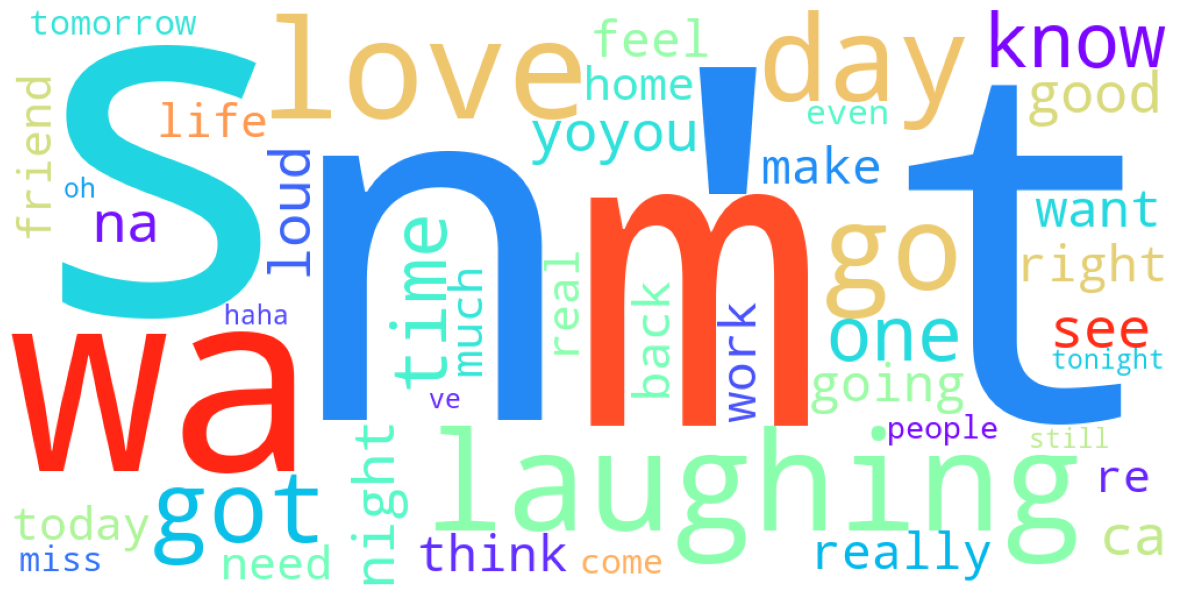 tomorrow
s
love
feel
day
know
home
good
friend
life
yoyou
even
loud
n't
make
oh
na
want
time
m
go
right
much
real
back
work
haha
wa
one
see
tonight
going
ve
people
still
night
laughing
re
got
today
think
really
ca
miss
need
come